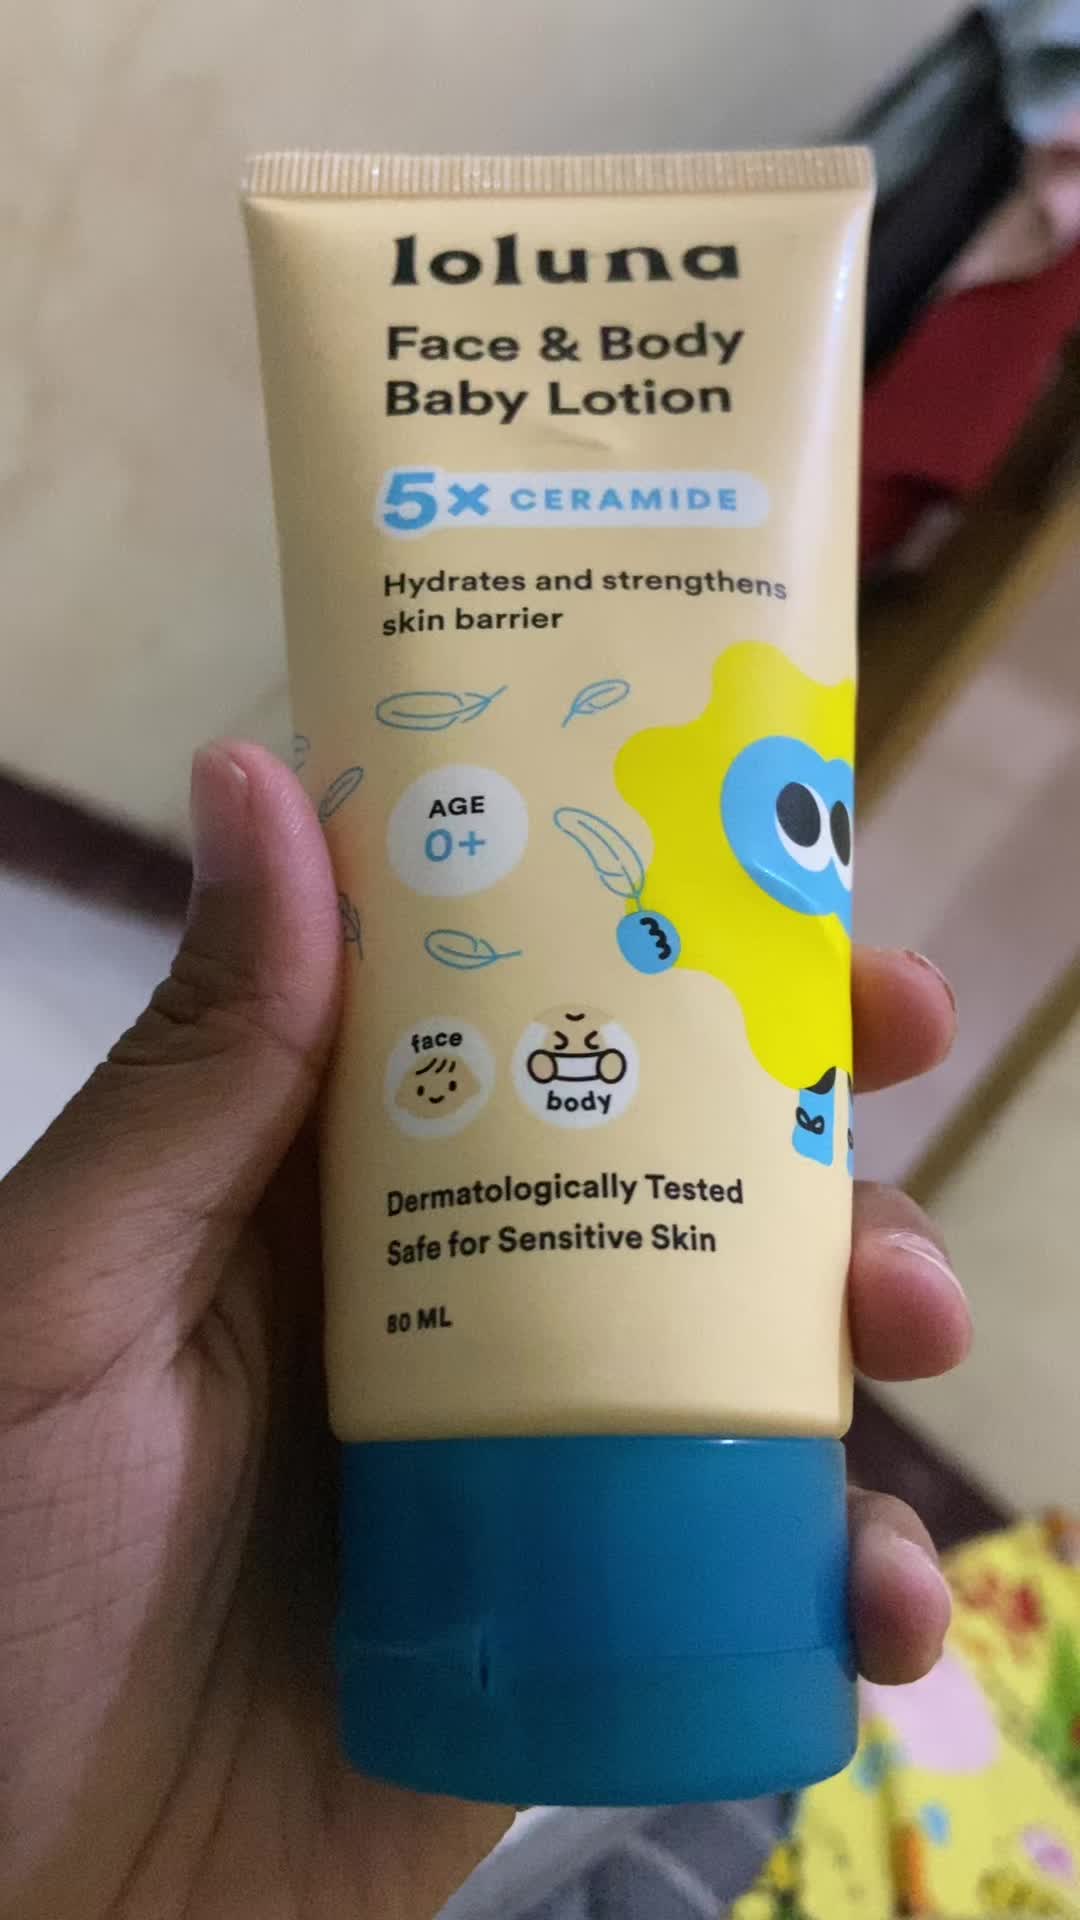 loluna
Face & Body
Baby Lotion
5x CERAMIDE
Hydrates and strengthens
skin barrier
AGE
0+
face
body
Dermatologically Tested
Safe for Sensitive Skin
80 ML